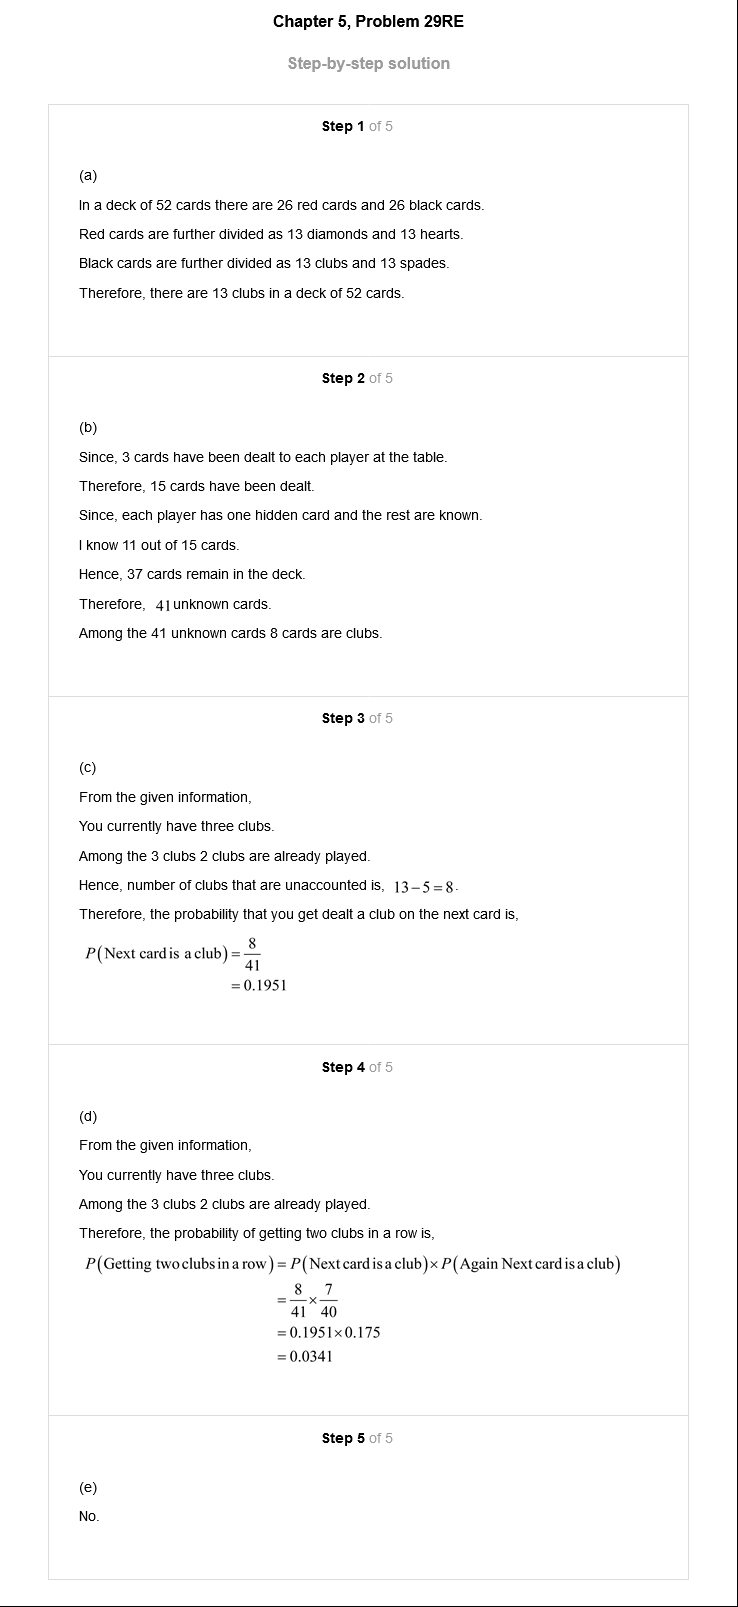 Chapter 5, Problem 29RE
Step-by-step solution
Step 1 of 5
(a)
In a deck of 52 cards there are 26 red cards and 26 black cards.
Red cards are further divided as 13 diamonds and 13 hearts.
Black cards are further divided as 13 clubs and 13 spades.
Therefore, there are 13 clubs in a deck of 52 cards.
Step 2 of 5
(b)
Since, 3 cards have been dealt to each player at the table.
Therefore, 15 cards have been dealt.
Since, each player has one hidden card and the rest are known.
I know 11 out of 15 cards.
Hence, 37 cards remain in the deck.
Therefore, 41 unknown cards.
Among the 41 unknown cards 8 cards are clubs.
Step 3 of 5
(c)
From the given information,
You currently have three clubs.
Among the 3 clubs 2 clubs are already played.
Hence, number of clubs that are unaccounted is, 13−5=8.
Therefore, the probability that you get dealt a club on the next card is,
P(Next card is a club) = 8/41
= 0.1951
Step 4 of 5
(d)
From the given information,
You currently have three clubs.
Among the 3 clubs 2 clubs are already played.
Therefore, the probability of getting two clubs in a row is,
P(Getting two clubs in a row) = P(Next card is a club) × P(Again Next card is a club)
= 8/41 × 7/40
= 0.1951×0.175
= 0.0341
Step 5 of 5
(e)
No.